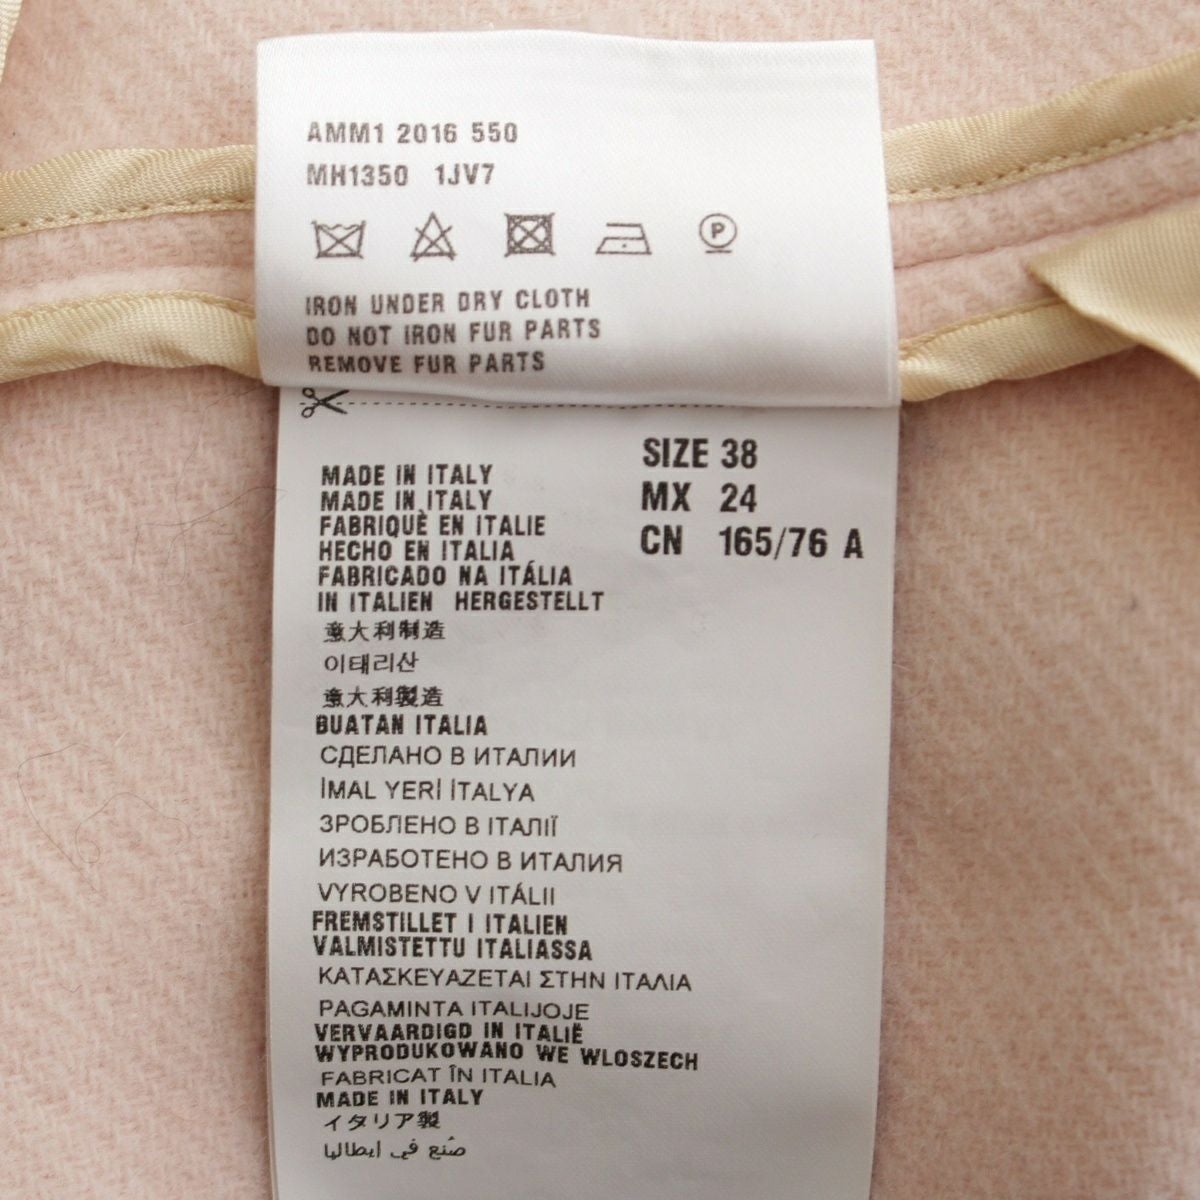 AMM1 2016 550
MH1350 1JV7
P
IRON UNDER DRY CLOTH
DO NOT IRON FUR PARTS
REMOVE FUR PARTS
SIZE 38
MX 24
CN 165/76 A
MADE IN ITALY
MADE IN ITALY
FABRIQUÈ EN ITALIE
HECHO EN ITALIA
FABRICADO NA ITÁLIA
IN ITALIEN HERGESTELLT
意大利制造
이태리산
意大利製造
BUATAN ITALIA
СДЕЛАНО В ИТАЛИИ
İMAL YERİ İTALYA
ЗРОБЛЕНО В ІТАЛІЇ
ИЗРАБОТЕНО В ИТАЛИЯ
VYROBENO V ITÁLII
FREMSTILLET I ITALIEN
VALMISTETTU ITALIASSA
ΚΑΤΑΣΚΕΥΑΖΕΤΑΙ ΣΤΗΝ ΙΤΑΛΙΑ
PAGAMINTA ITALIJOJE
VERVAARDIGD IN ITALIË
WYPRODUKOWANO WE WLOSZECH
FABRICAT ÎN ITALIA
MADE IN ITALY
イタリア製
صُنع في ايطاليا